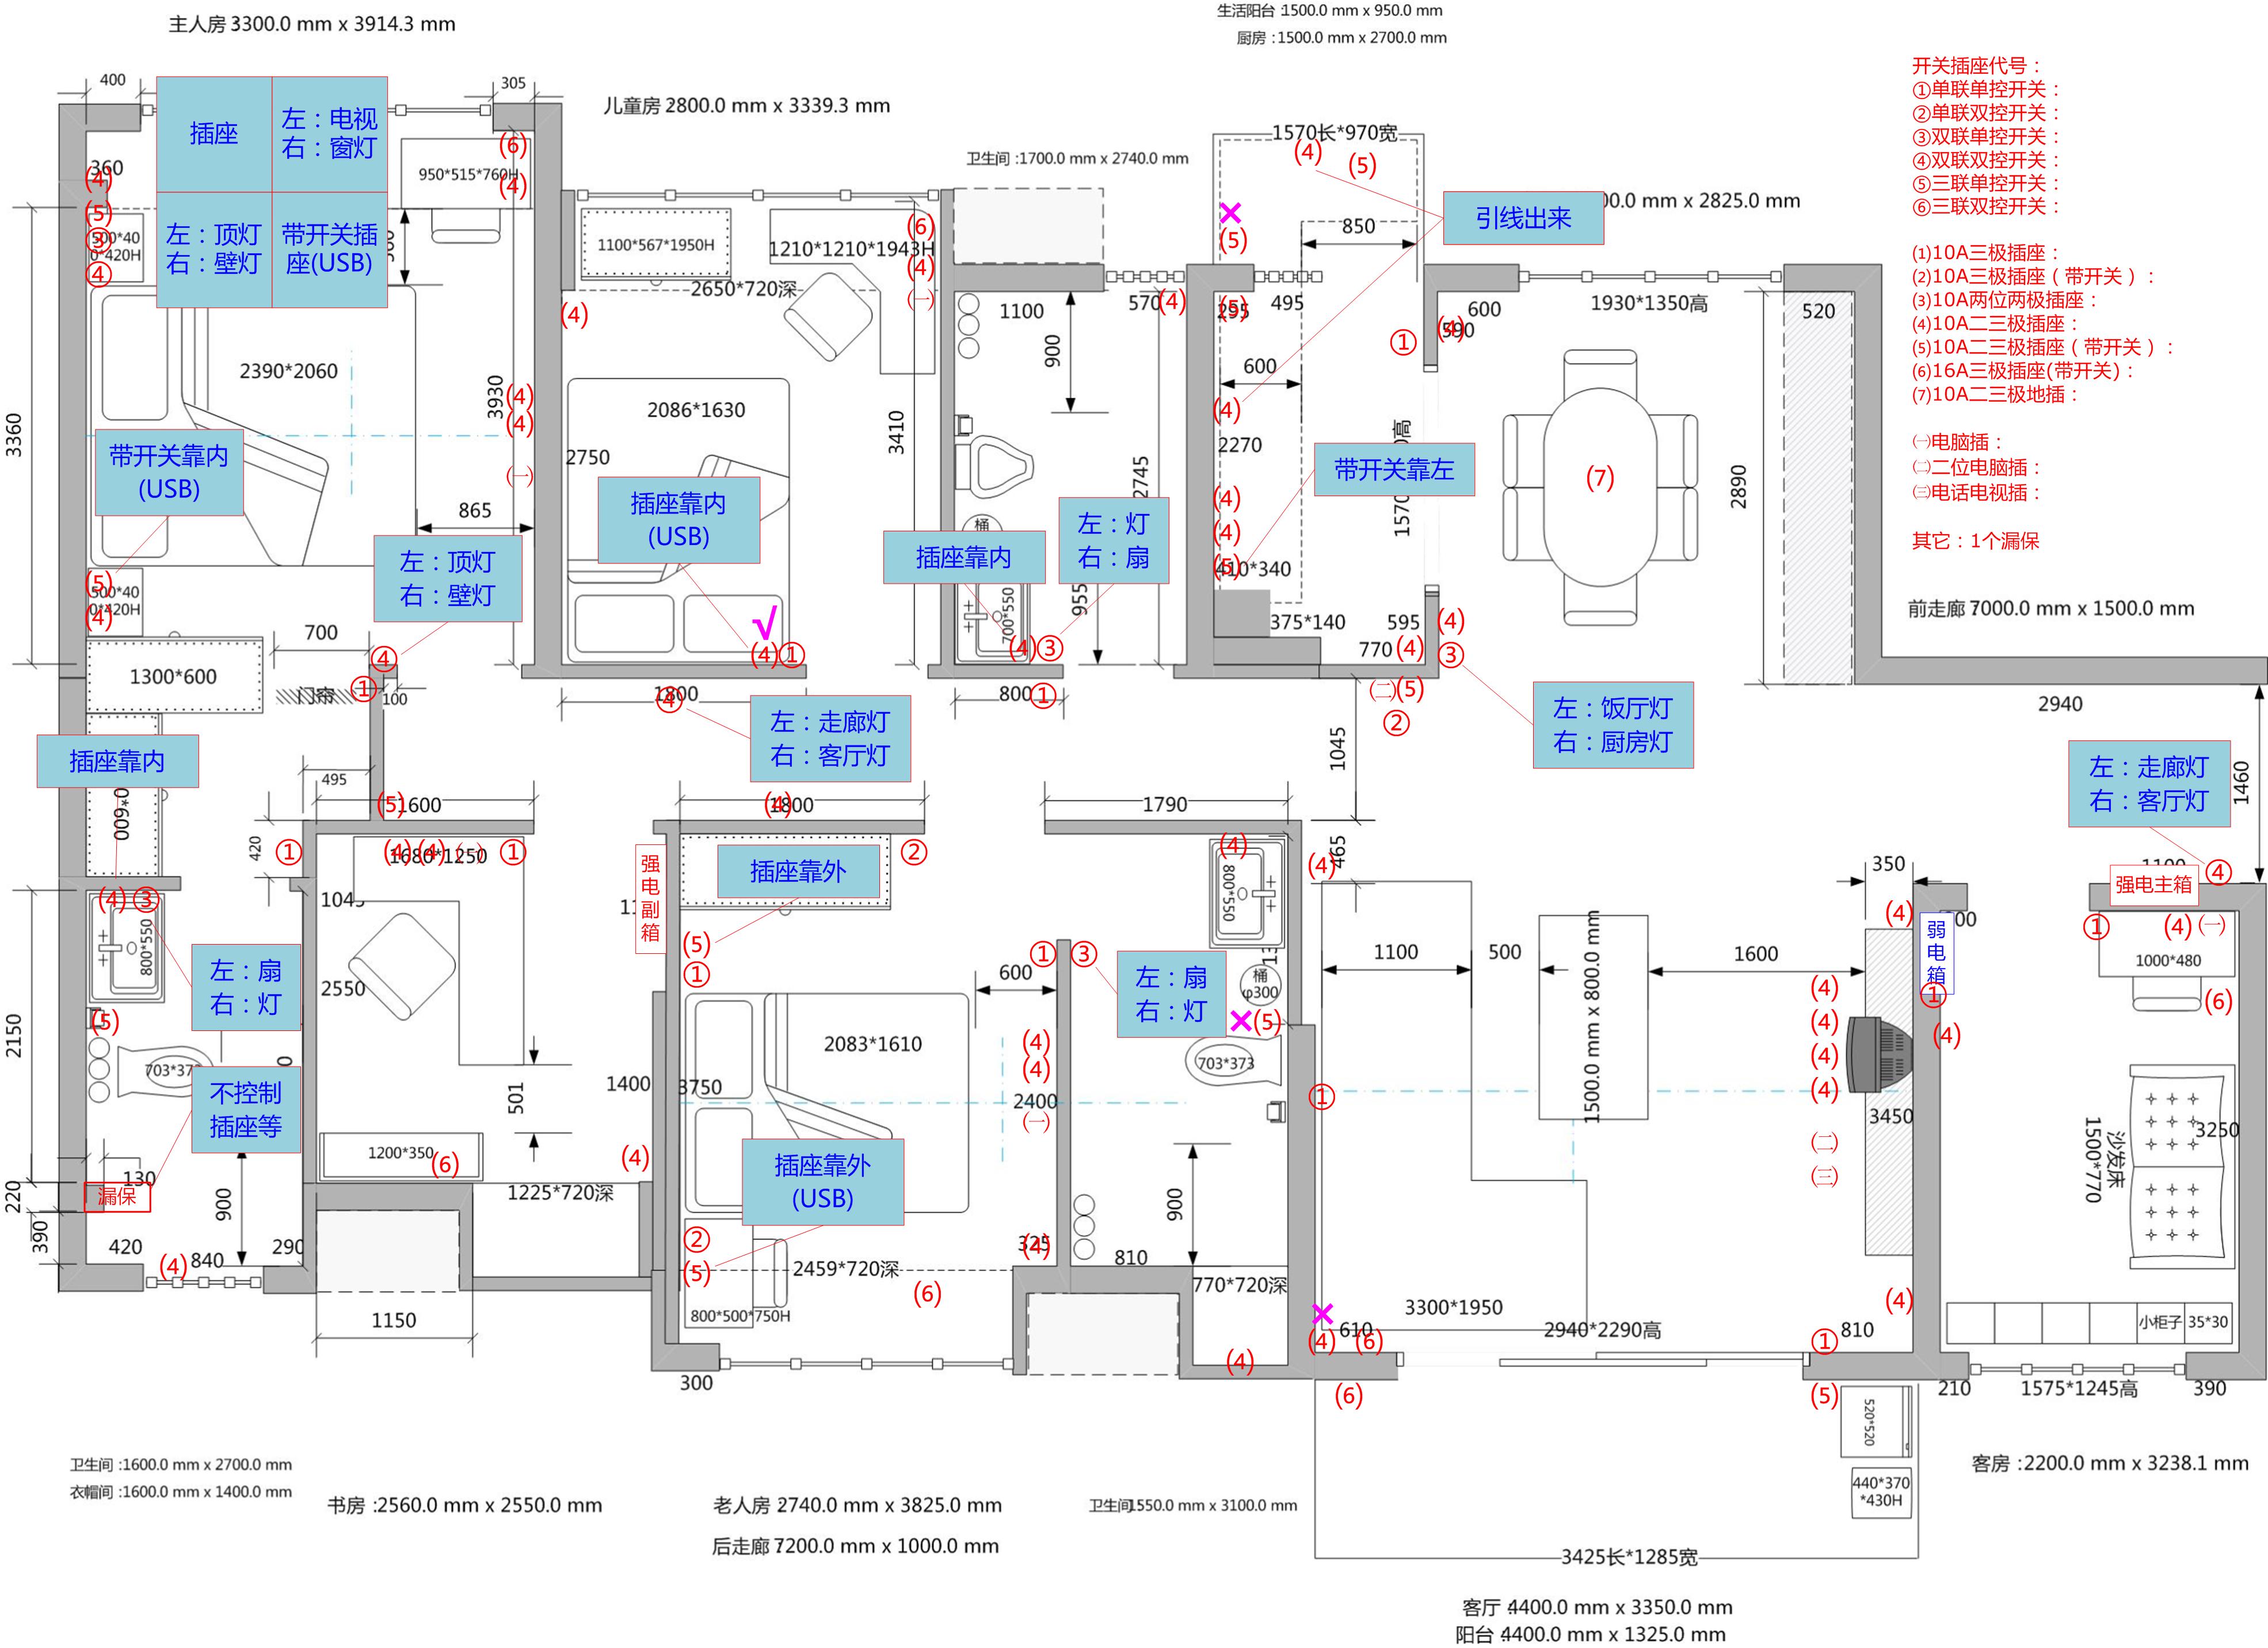 主人房 3300.0 mm x 3914.3 mm
生活阳台 :1500.0 mm x 950.0 mm
厨房 :1500.0 mm x 2700.0 mm
儿童房 2800.0 mm x 3339.3 mm
卫生间 :1700.0 mm x 2740.0 mm
00.0 mm x 2825.0 mm
开关插座代号：
①单联单控开关：
②单联双控开关：
③双联单控开关：
④双联双控开关：
⑤三联单控开关：
⑥三联双控开关：
(1)10A三极插座：
(2)10A三极插座（带开关）：
(3)10A两位两极插座：
(4)10A二三极插座：
(5)10A二三极插座（带开关）：
(6)16A三极插座(带开关)：
(7)10A二三极地插：
㈠电脑插：
㈡二位电脑插：
㈢电话电视插：
其它：1个漏保
400
305
插座
左：电视
右：窗灯
左：顶灯
右：壁灯
带开关插
座(USB)
360
(4)
(5)
③
④
500*40
0*420H
(6)
(4)
950*515*760H
2390*2060
3360
3930
(4)
(4)
㈠
865
带开关靠内
(USB)
(5)
500*40
0*420H
(4)
左：顶灯
右：壁灯
700
④
①
100
门帘
1300*600
1100*567*1950H
1210*1210*1943H
(6)
(4)
㈠
2650*720深
(4)
2086*1630
2750
3410
插座靠内
(USB)
√
(4)
①
1800
④
左：走廊灯
右：客厅灯
1100
570
(4)
900
2745
桶
插座靠内
左：灯
右：扇
700*550
955
(4)
③
800
①
1570长*970宽
(4)
(5)
引线出来
850
×
(5)
(5)
295
495
600
(4)
2270
(4)
(4)
(5)
410*340
带开关靠左
375*140
595
770
(4)
①
(4)
590
600
1930*1350高
520
(7)
2890
(4)
③
㈡
(5)
②
左：饭厅灯
右：厨房灯
1045
前走廊 7000.0 mm x 1500.0 mm
2940
1460
左：走廊灯
右：客厅灯
④
强电主箱
插座靠内
495
420
(5)
1600
①
(4)
(4)
㈠
1680*1250
①
1045
2550
(4)
③
800*550
左：扇
右：灯
(5)
2150
不控制
插座等
130
漏保
220
390
420
(4)
840
290
900
501
1200*350
(6)
1225*720深
1150
强电副箱
1400
(4)
(4)
1800
插座靠外
②
(5)
①
3750
2083*1610
600
①
③
左：扇
右：灯
(4)
(4)
2400
㈠
插座靠外
(USB)
②
(5)
800*500*750H
2459*720深
(6)
325
(4)
300
1790
(4)
800*550
桶
φ300
×
(5)
703*373
900
810
770*720深
(4)
465
(4)
1100
500
1500.0 mm x 800.0 mm
1600
350
(4)
弱电箱
①
(4)
(4)
(4)
(4)
(4)
㈡
㈢
3450
(4)
①
3300*1950
×
(4)
610
(6)
2940*2290高
①
810
(6)
(5)
520*520
440*370
*430H
3425长*1285宽
①
(4)
㈠
1000*480
(6)
沙发床
1500*770
3250
小柜子
35*30
210
1575*1245高
390
卫生间 :1600.0 mm x 2700.0 mm
衣帽间 :1600.0 mm x 1400.0 mm
书房 :2560.0 mm x 2550.0 mm
老人房 2740.0 mm x 3825.0 mm
后走廊 7200.0 mm x 1000.0 mm
卫生间1550.0 mm x 3100.0 mm
客房 :2200.0 mm x 3238.1 mm
客厅 4400.0 mm x 3350.0 mm
阳台 4400.0 mm x 1325.0 mm